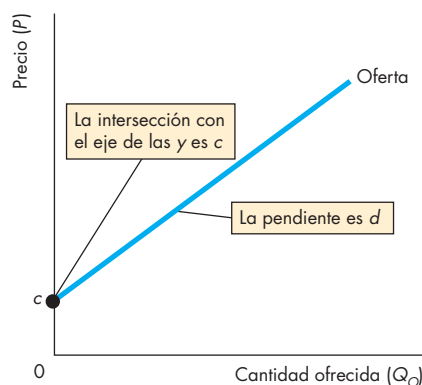 Precio (P)
Oferta
La intersección con
el eje de las y es c
La pendiente es d
c
0
Cantidad ofrecida (QO)